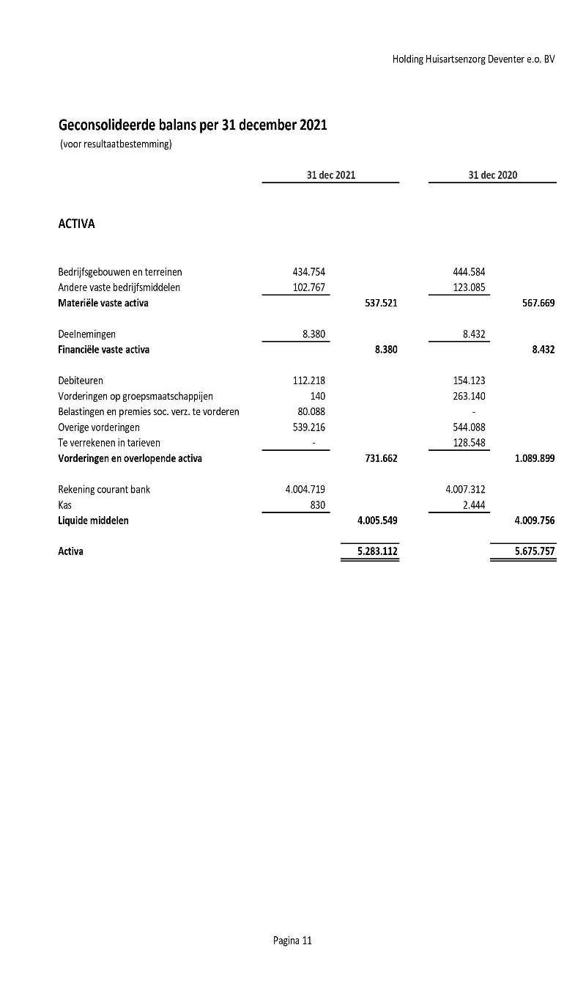 Holding Huisartsenzorg Deventer e.o. BV
Geconsolideerde balans per 31 december 2021
(voor resultaatbestemming)
31 dec 2021 31 dec 2020
ACTIVA
Bedrijfsgebouwen en terreinen 434.754 444.584
Andere vaste bedrijfsmiddelen 102.767 123.085
Materiële vaste activa 537.521 567.669
Deelnemingen 8.380 8.432
Financiële vaste activa 8.380 8.432
Debiteuren 112.218 154.123
Vorderingen op groepsmaatschappijen 140 263.140
Belastingen en premies soc. verz. te vorderen 80.088 -
Overige vorderingen 539.216 544.088
Te verrekenen in tarieven - 128.548
Vorderingen en overlopende activa 731.662 1.089.899
Rekening courant bank 4.004.719 4.007.312
Kas 830 2.444
Liquide middelen 4.005.549 4.009.756
Activa 5.283.112 5.675.757
Pagina 11